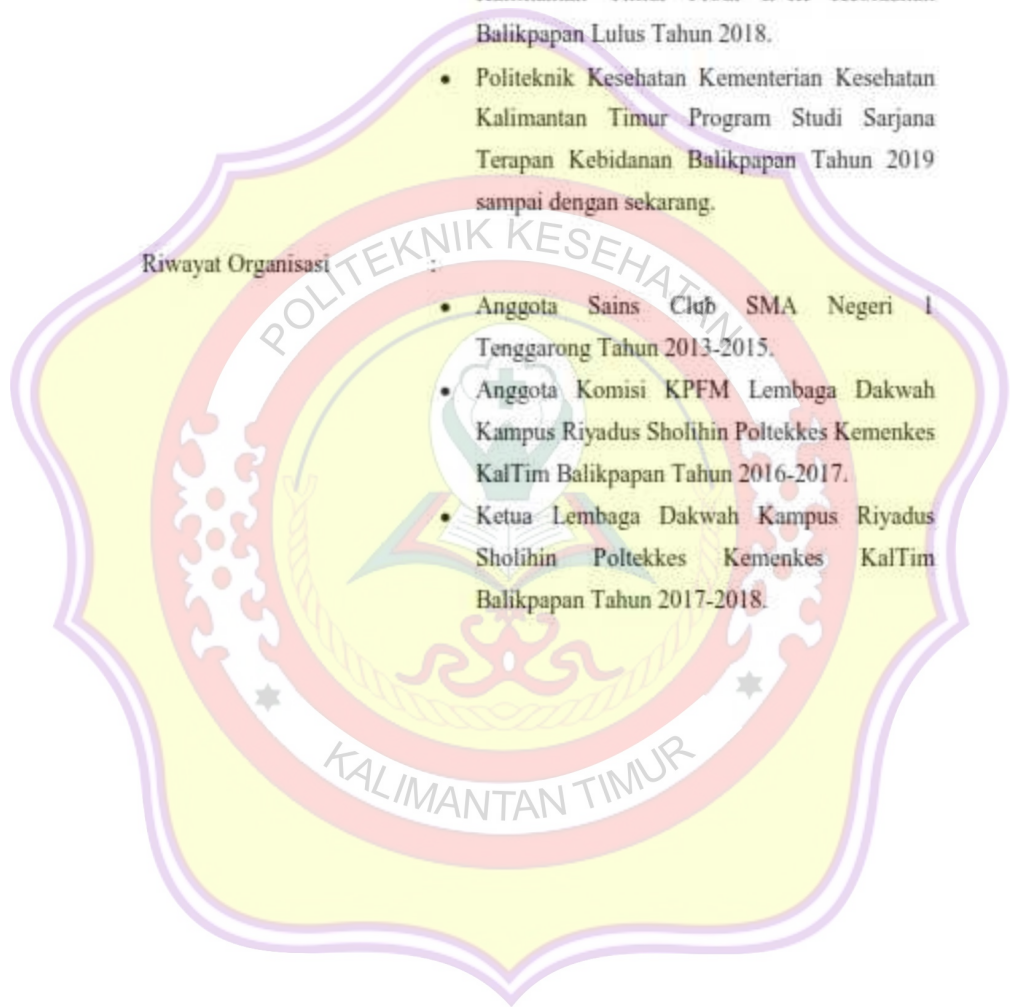 Balikpapan Lulus Tahun 2018.
• Politeknik Kesehatan Kementerian Kesehatan
Kalimantan Timur Program Studi Sarjana
Terapan Kebidanan Balikpapan Tahun 2019
sampai dengan sekarang.
Riwayat Organisasi :
• Anggota Sains Club SMA Negeri 1
Tenggarong Tahun 2013-2015.
• Anggota Komisi KPFM Lembaga Dakwah
Kampus Riyadus Sholihin Poltekkes Kemenkes
KalTim Balikpapan Tahun 2016-2017.
• Ketua Lembaga Dakwah Kampus Riyadus
Sholihin Poltekkes Kemenkes KalTim
Balikpapan Tahun 2017-2018.
POLITEKNIK KESEHATAN
KALIMANTAN TIMUR